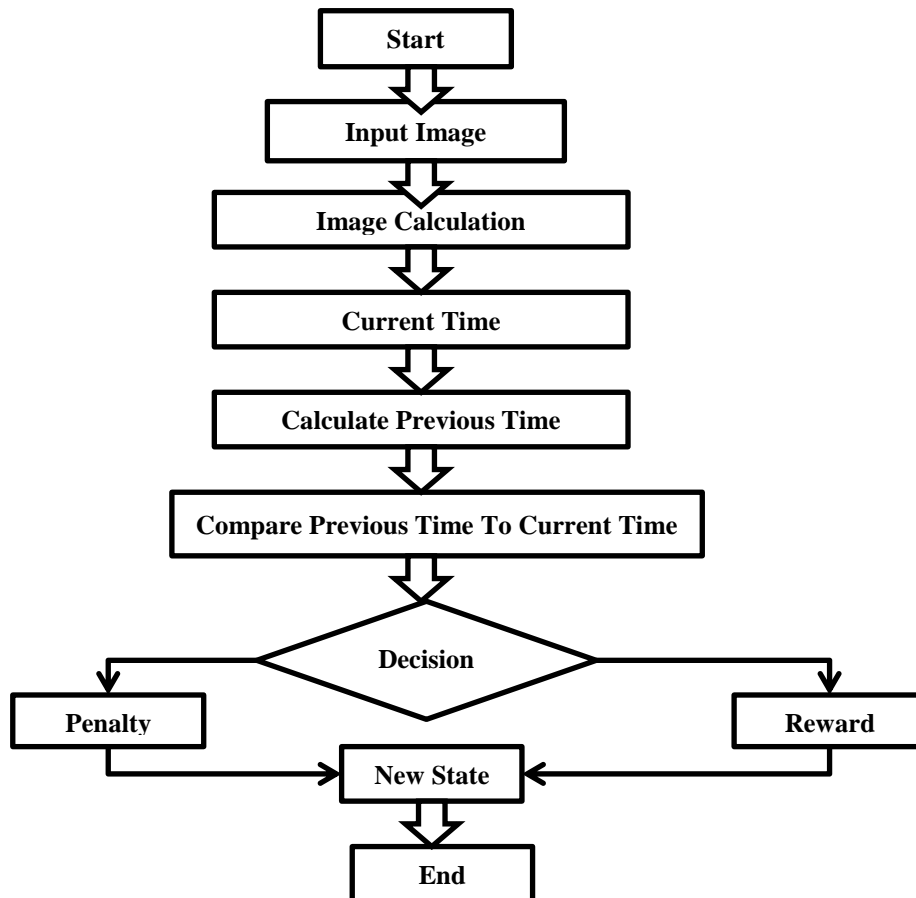 Start
Input Image
Image Calculation
Current Time
Calculate Previous Time
Compare Previous Time To Current Time
Decision
Penalty
Reward
New State
End